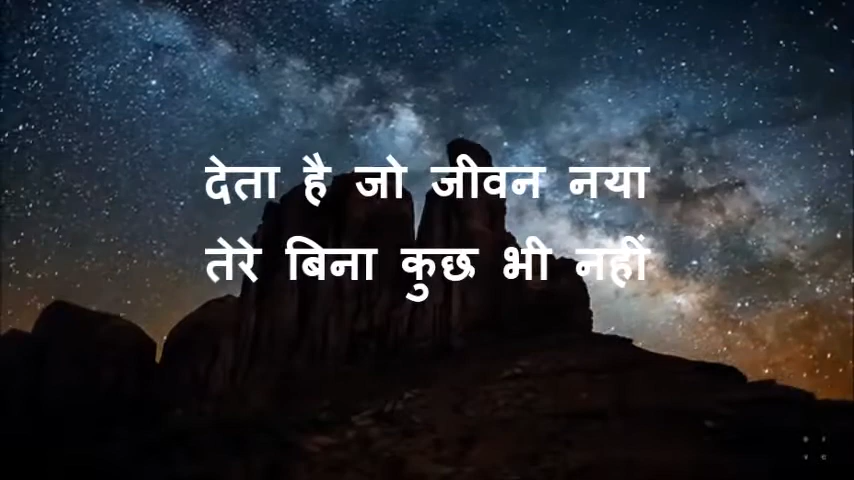 देता है जो जीवन नया
तेरे बिना कुछ भी नहीं